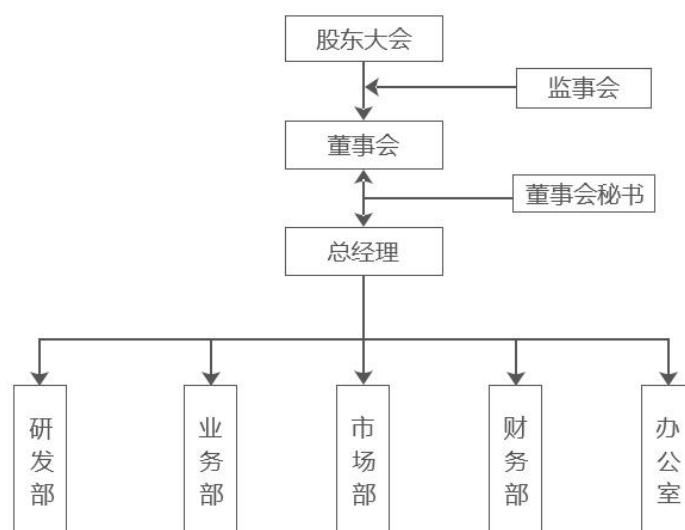 股东大会
监事会
董事会
董事会秘书
总经理
研发部
业务部
市场部
财务部
办公室